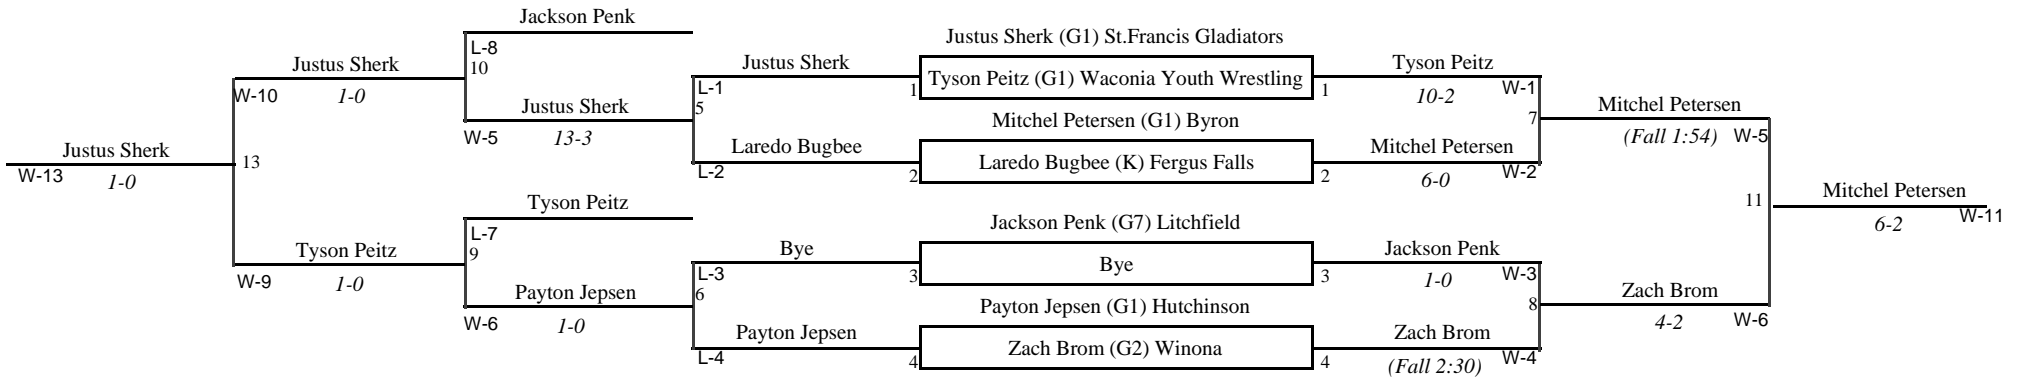 Jackson Penk
L-8
10
Justus Sherk
W-10
1-0
Justus Sherk
W-5
13-3
Justus Sherk
W-13
1-0
13
Tyson Peitz
L-7
9
Tyson Peitz
W-9
1-0
Payton Jepsen
W-6
1-0
Justus Sherk
L-1
1
5
Laredo Bugbee
L-2
2
Bye
L-3
3
6
Payton Jepsen
L-4
4
Justus Sherk (G1) St.Francis Gladiators
Tyson Peitz (G1) Waconia Youth Wrestling
Mitchel Petersen (G1) Byron
Laredo Bugbee (K) Fergus Falls
Jackson Penk (G7) Litchfield
Bye
Payton Jepsen (G1) Hutchinson
Zach Brom (G2) Winona
Tyson Peitz
1
10-2
W-1
7
Mitchel Petersen
2
6-0
W-2
Jackson Penk
3
1-0
W-3
8
Zach Brom
4
(Fall 2:30)
W-4
Mitchel Petersen
(Fall 1:54)
W-5
11
Zach Brom
4-2
W-6
Mitchel Petersen
6-2
W-11